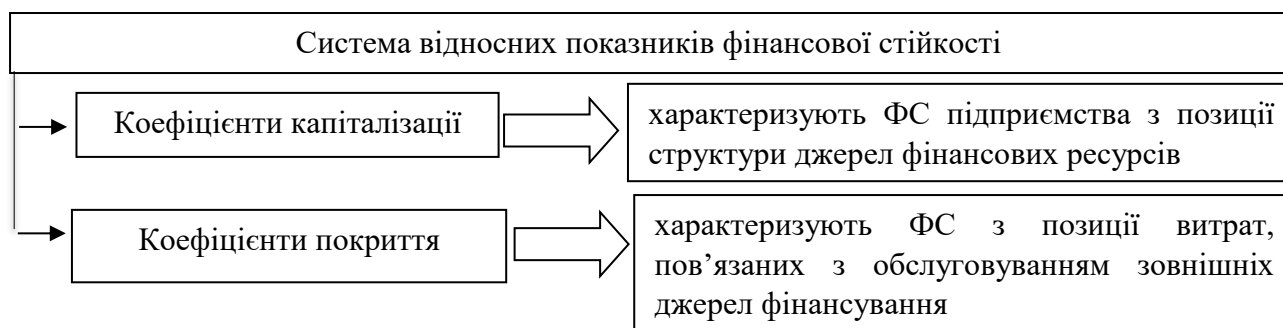 Система відносних показників фінансової стійкості
Коефіцієнти капіталізації
характеризують ФС підприємства з позиції
структури джерел фінансових ресурсів
Коефіцієнти покриття
характеризують ФС з позиції витрат,
пов’язаних з обслуговуванням зовнішніх
джерел фінансування